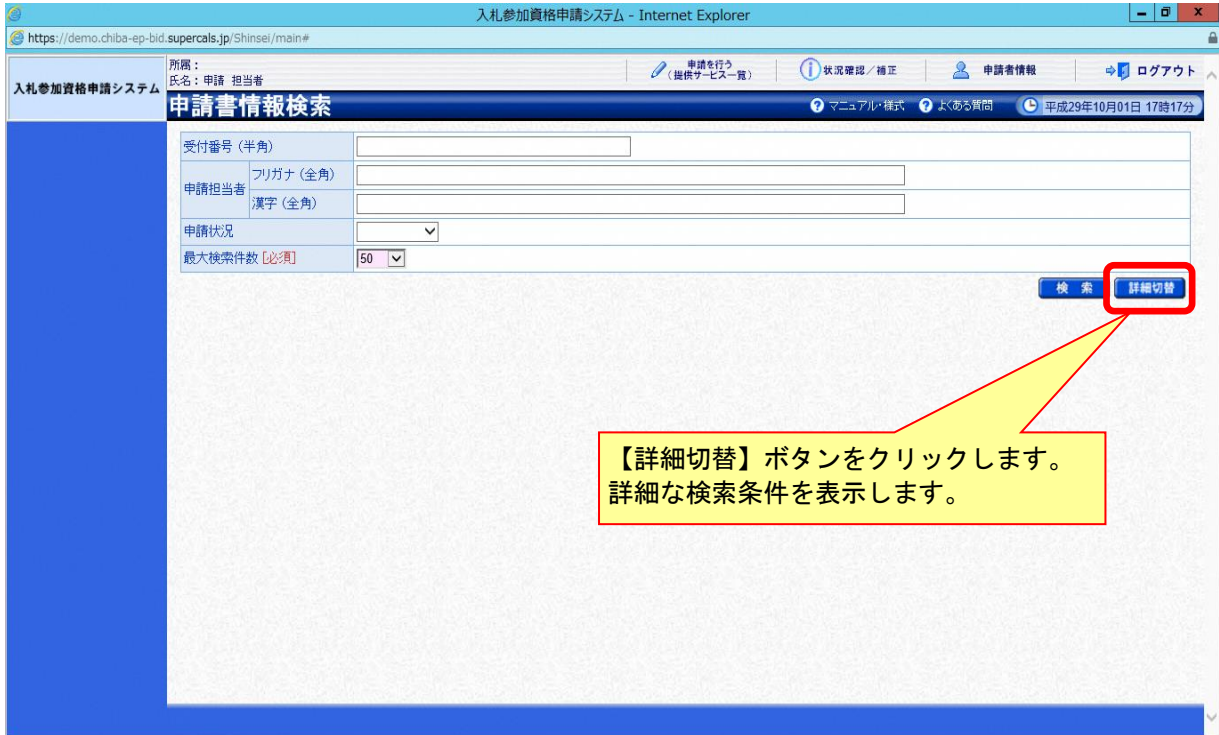 入札参加資格申請システム - Internet Explorer
https://demo.chiba-ep-bid.supercals.jp/Shinsei/main#
入札参加資格申請システム
所属：
氏名：申請 担当者
申請を行う
（提供サービス一覧）
状況確認／補正
申請者情報
ログアウト
申請書情報検索
マニュアル・様式
よくある質問
平成29年10月01日 17時17分
受付番号（半角）
申請担当者
フリガナ（全角）
漢字（全角）
申請状況
最大検索件数 [必須]
50
検 索
詳細切替
【詳細切替】ボタンをクリックします。
詳細な検索条件を表示します。